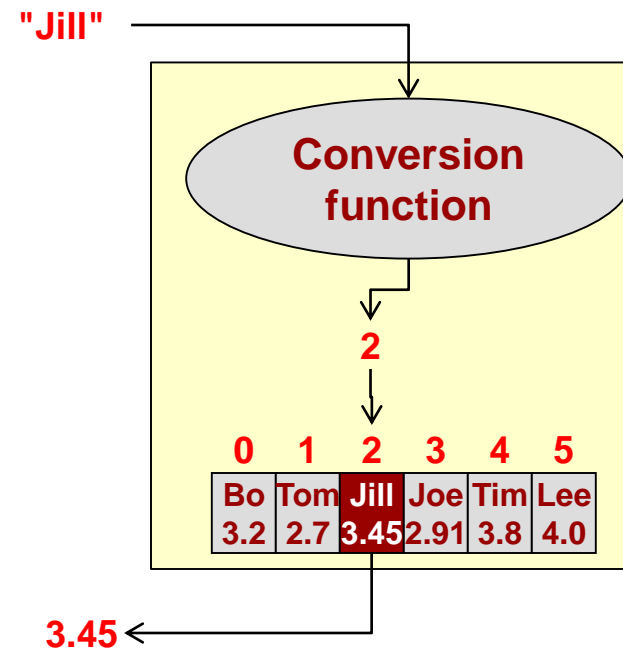 "Jill"
Conversion
function
2
0 1 2 3 4 5
Bo Tom Jill Joe Tim Lee
3.2 2.7 3.45 2.91 3.8 4.0
3.45